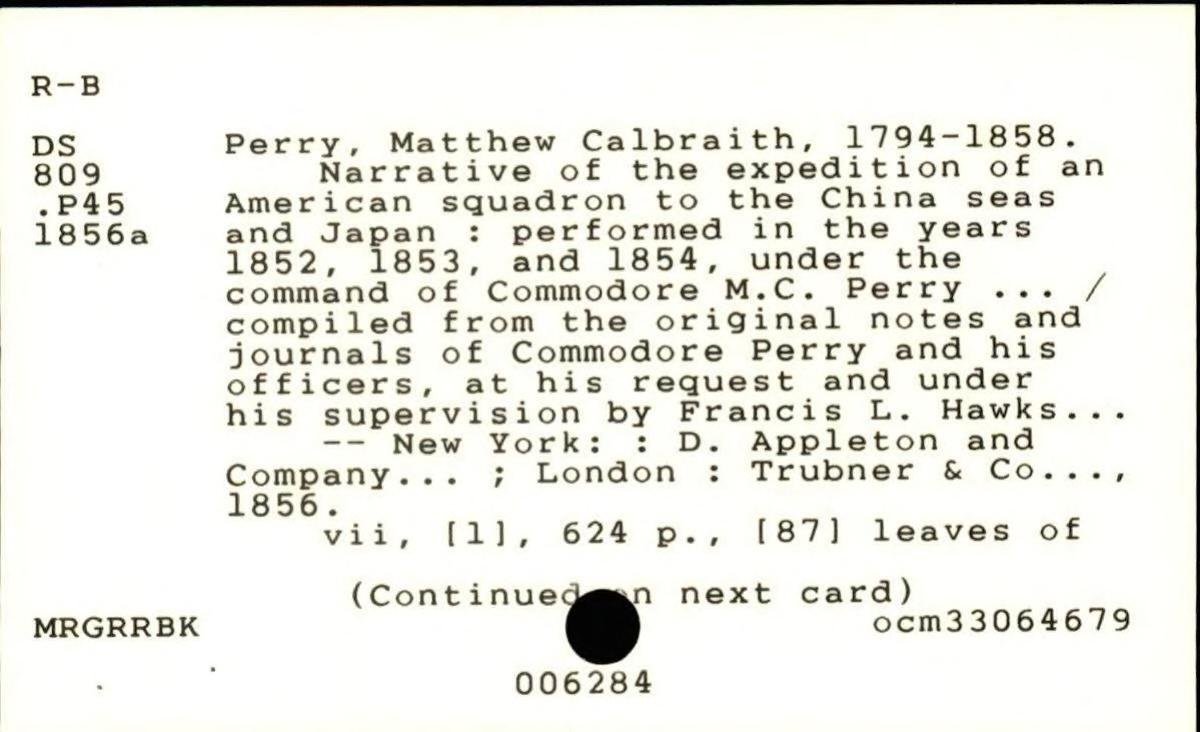 R-B
DS Perry, Matthew Calbraith, 1794-1858.
809 Narrative of the expedition of an
.P45 American squadron to the China seas
1856a and Japan : performed in the years
1852, 1853, and 1854, under the
command of Commodore M.C. Perry ... /
compiled from the original notes and
journals of Commodore Perry and his
officers, at his request and under
his supervision by Francis L. Hawks...
-- New York: : D. Appleton and
Company... ; London : Trubner & Co...,
1856.
vii, [1], 624 p., [87] leaves of
(Continued on next card)
MRGRRBK ocm33064679
006284